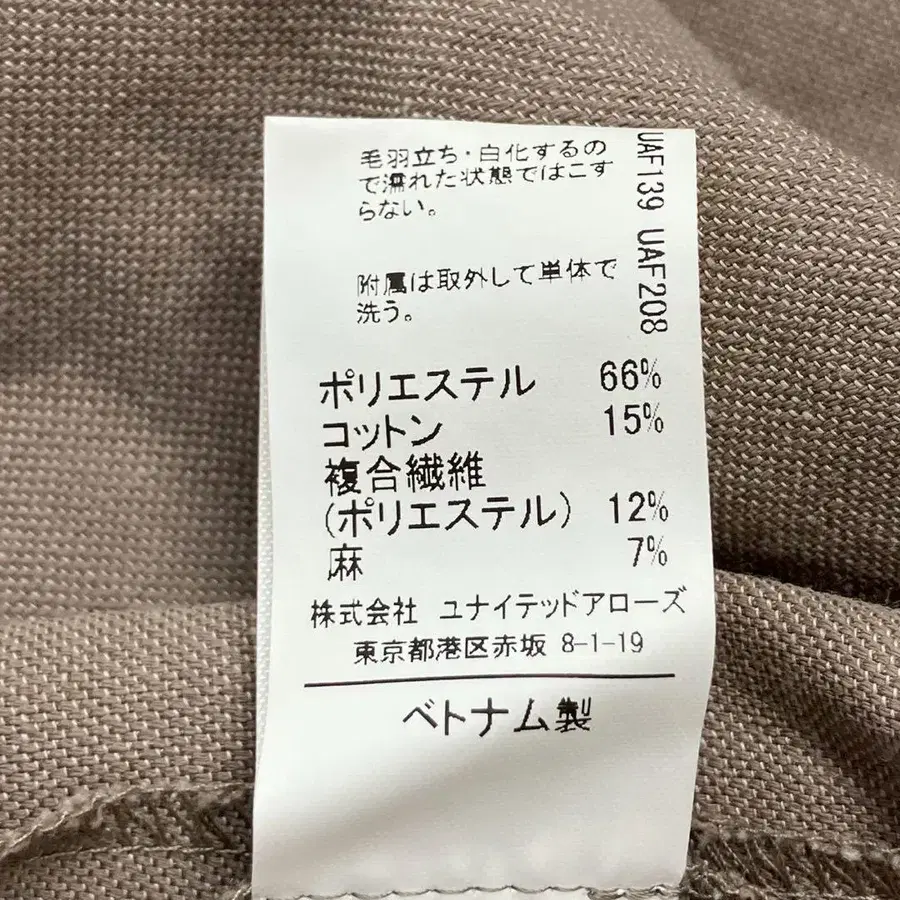 毛羽立ち・白化するの
で濡れた状態ではこす
らない。
附属は取外して単体で
洗う。
UAF139 UAF208
ポリエステル 66%
コットン 15%
複合繊維
(ポリエステル) 12%
麻 7%
株式会社 ユナイテッドアローズ
東京都港区赤坂 8-1-19
ベトナム製